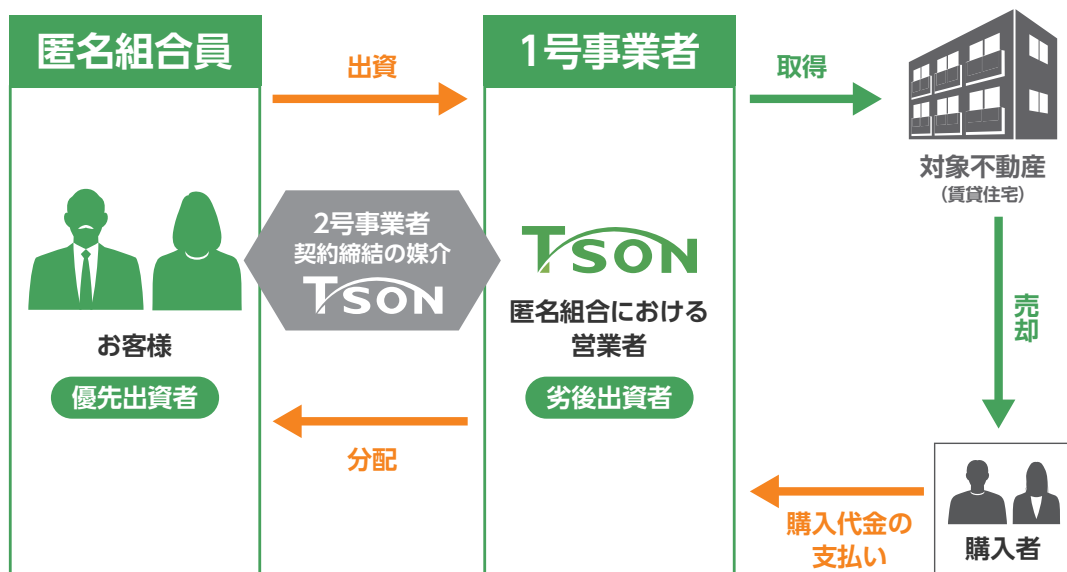 匿名組合員
出資
1号事業者
取得
対象不動産
(賃貸住宅)
2号事業者
契約締結の媒介
TSON
TSON
匿名組合における
営業者
お客様
優先出資者
劣後出資者
売却
分配
購入代金の
支払い
購入者